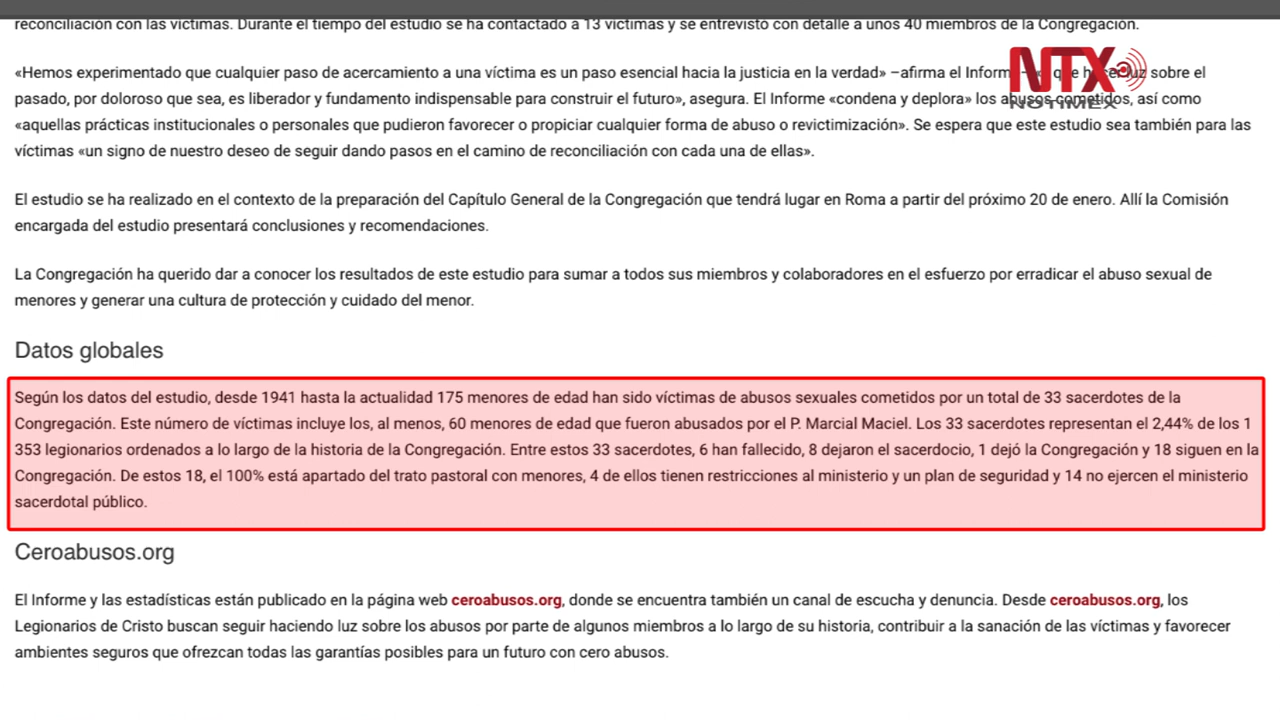 reconciliación con las víctimas. Durante el tiempo del estudio se ha contactado a 13 víctimas y se entrevistó con detalle a unos 40 miembros de la Congregación.
NTX
NOTIMEX
«Hemos experimentado que cualquier paso de acercamiento a una víctima es un paso esencial hacia la justicia en la verdad» –afirma el Inform que hacer luz sobre el
pasado, por doloroso que sea, es liberador y fundamento indispensable para construir el futuro», asegura. El Informe «condena y deplora» los abusos cometidos, así como
«aquellas prácticas institucionales o personales que pudieron favorecer o propiciar cualquier forma de abuso o revictimización». Se espera que este estudio sea también para las
víctimas «un signo de nuestro deseo de seguir dando pasos en el camino de reconciliación con cada una de ellas».
El estudio se ha realizado en el contexto de la preparación del Capítulo General de la Congregación que tendrá lugar en Roma a partir del próximo 20 de enero. Allí la Comisión
encargada del estudio presentará conclusiones y recomendaciones.
La Congregación ha querido dar a conocer los resultados de este estudio para sumar a todos sus miembros y colaboradores en el esfuerzo por erradicar el abuso sexual de
menores y generar una cultura de protección y cuidado del menor.
Datos globales
Según los datos del estudio, desde 1941 hasta la actualidad 175 menores de edad han sido víctimas de abusos sexuales cometidos por un total de 33 sacerdotes de la
Congregación. Este número de víctimas incluye los, al menos, 60 menores de edad que fueron abusados por el P. Marcial Maciel. Los 33 sacerdotes representan el 2,44% de los 1
353 legionarios ordenados a lo largo de la historia de la Congregación. Entre estos 33 sacerdotes, 6 han fallecido, 8 dejaron el sacerdocio, 1 dejó la Congregación y 18 siguen en la
Congregación. De estos 18, el 100% está apartado del trato pastoral con menores, 4 de ellos tienen restricciones al ministerio y un plan de seguridad y 14 no ejercen el ministerio
sacerdotal público.
Ceroabusos.org
El Informe y las estadísticas están publicado en la página web ceroabusos.org, donde se encuentra también un canal de escucha y denuncia. Desde ceroabusos.org, los
Legionarios de Cristo buscan seguir haciendo luz sobre los abusos por parte de algunos miembros a lo largo de su historia, contribuir a la sanación de las víctimas y favorecer
ambientes seguros que ofrezcan todas las garantías posibles para un futuro con cero abusos.